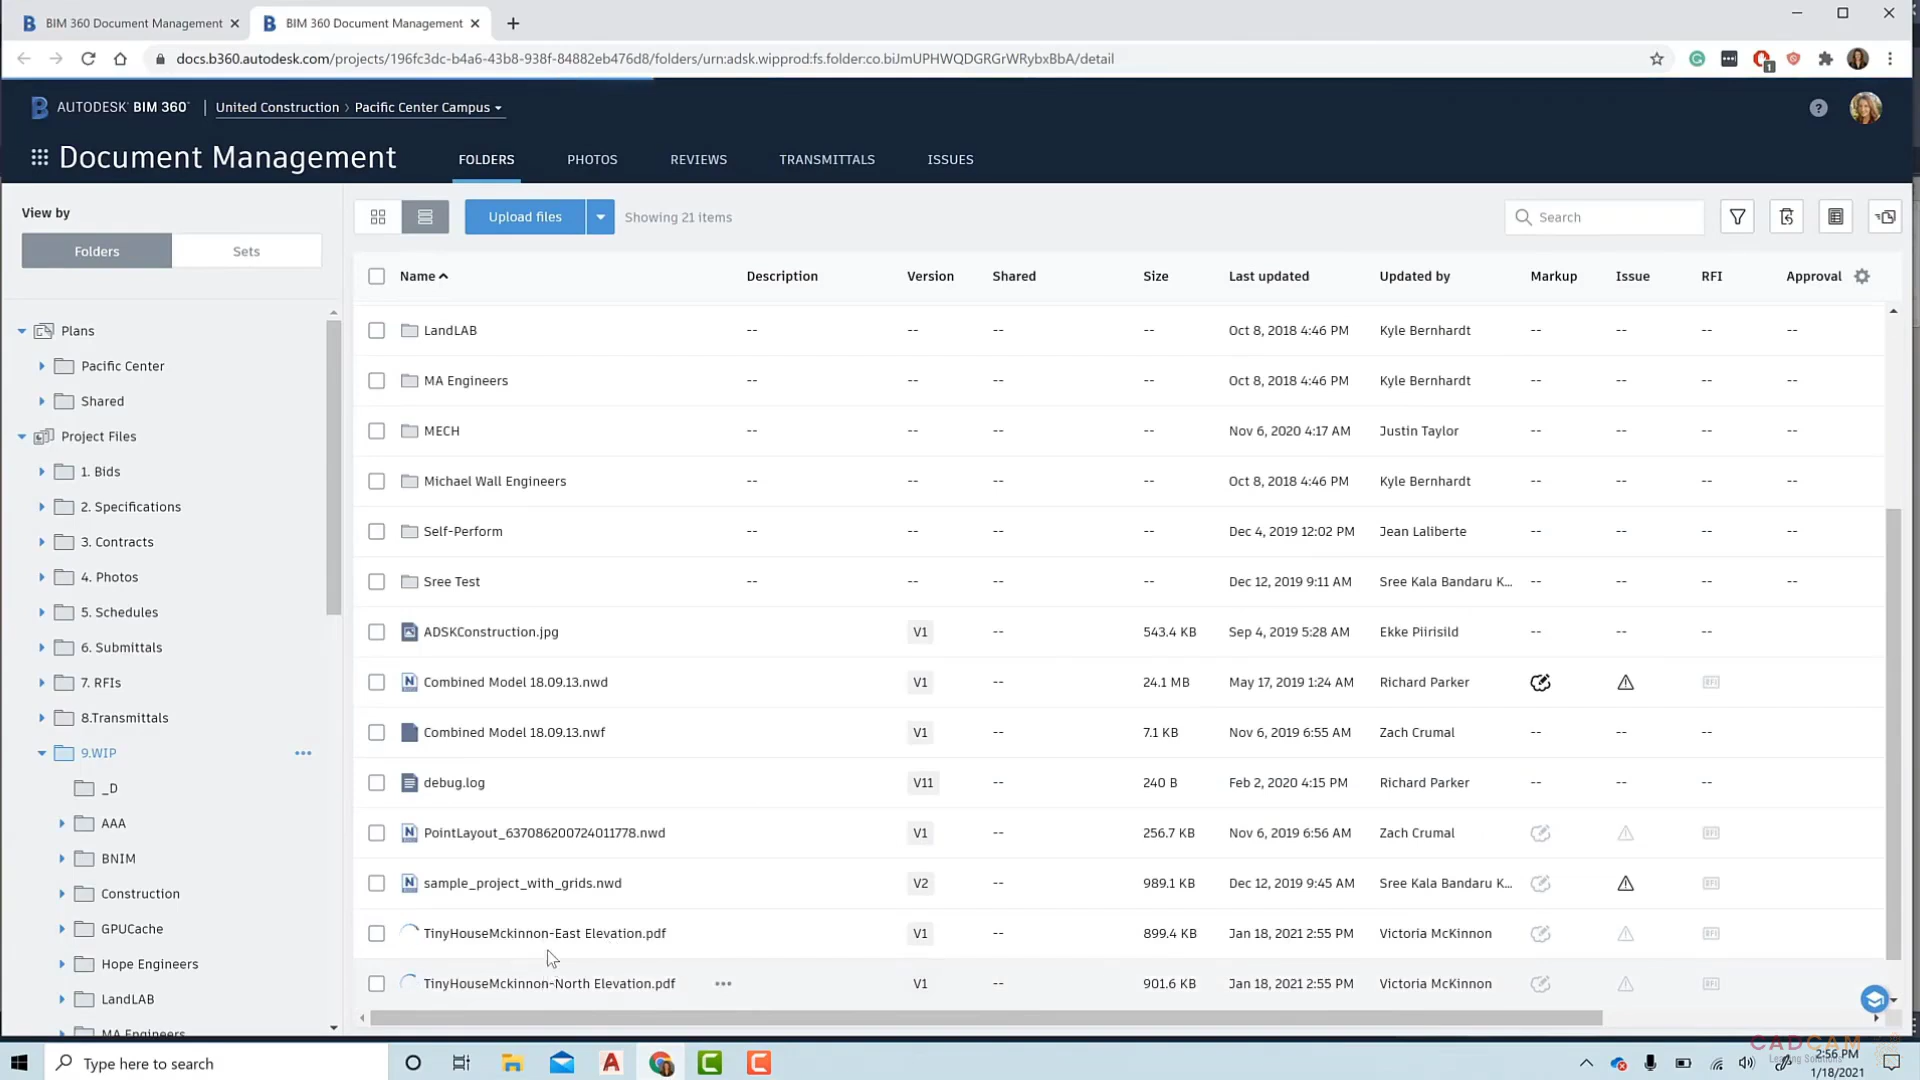 BIM 360 Document Management
BIM 360 Document Management
docs.b360.autodesk.com/projects/196fc3dc-b4a6-43b8-938f-84882eb476d8/folders/urn:adsk.wipprod:fs.folder:co.biJmUPHWQDGRGrWRybxBbA/detail
1
AUTODESK BIM 360 United Construction > Pacific Center Campus
?
Document Management
FOLDERS PHOTOS REVIEWS TRANSMITTALS ISSUES
View by
Folders Sets
Upload files Showing 21 items Search
Name Description Version Shared Size Last updated Updated by Markup Issue RFI Approval
LandLAB -- -- -- -- Oct 8, 2018 4:46 PM Kyle Bernhardt -- -- -- --
MA Engineers -- -- -- -- Oct 8, 2018 4:46 PM Kyle Bernhardt -- -- -- --
MECH -- -- -- -- Nov 6, 2020 4:17 AM Justin Taylor -- -- -- --
Michael Wall Engineers -- -- -- -- Oct 8, 2018 4:46 PM Kyle Bernhardt -- -- -- --
Self-Perform -- -- -- -- Dec 4, 2019 12:02 PM Jean Laliberte -- -- -- --
Sree Test -- -- -- -- Dec 12, 2019 9:11 AM Sree Kala Bandaru K... -- -- -- --
ADSKConstruction.jpg V1 -- 543.4 KB Sep 4, 2019 5:28 AM Ekke Piirisild -- -- --
Combined Model 18.09.13.nwd V1 -- 24.1 MB May 17, 2019 1:24 AM Richard Parker RFI
Combined Model 18.09.13.nwf V1 -- 7.1 KB Nov 6, 2019 6:55 AM Zach Crumal -- -- --
debug.log V11 -- 240 B Feb 2, 2020 4:15 PM Richard Parker -- -- --
PointLayout_637086200724011778.nwd V1 -- 256.7 KB Nov 6, 2019 6:56 AM Zach Crumal RFI
sample_project_with_grids.nwd V2 -- 989.1 KB Dec 12, 2019 9:45 AM Sree Kala Bandaru K... RFI
TinyHouseMckinnon-East Elevation.pdf V1 -- 899.4 KB Jan 18, 2021 2:55 PM Victoria McKinnon RFI
TinyHouseMckinnon-North Elevation.pdf ••• V1 -- 901.6 KB Jan 18, 2021 2:55 PM Victoria McKinnon RFI
Plans
Pacific Center
Shared
Project Files
1. Bids
2. Specifications
3. Contracts
4. Photos
5. Schedules
6. Submittals
7. RFIs
8.Transmittals
9.WIP •••
_D
AAA
BNIM
Construction
GPUCache
Hope Engineers
LandLAB
MA Engineers
CADCAM
Learning Solutions
Type here to search
2:56 PM
1/18/2021